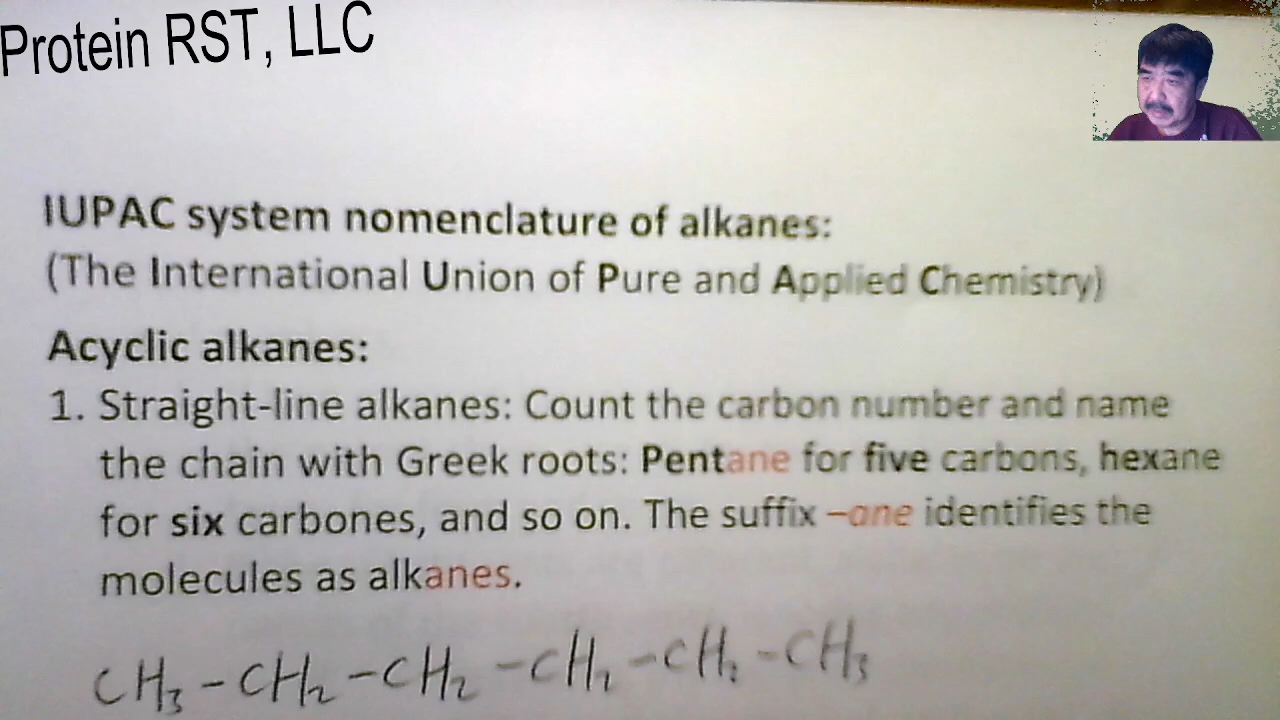 Protein RST, LLC
IUPAC system nomenclature of alkanes:
(The International Union of Pure and Applied Chemistry)
Acyclic alkanes:
1. Straight-line alkanes: Count the carbon number and name
the chain with Greek roots: Pentane for five carbons, hexane
for six carbones, and so on. The suffix –ane identifies the
molecules as alkanes.
CH3-CH2-CH2-CH2-CH2-CH3